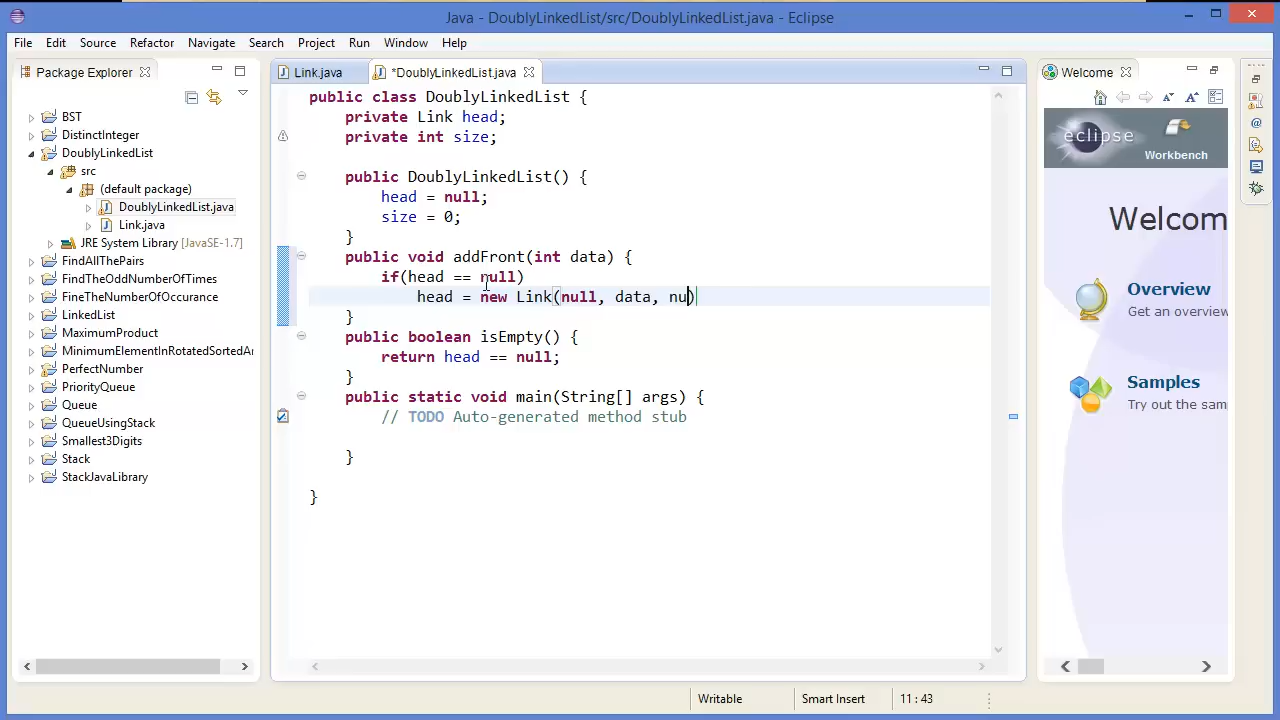 Java - DoublyLinkedList/src/DoublyLinkedList.java - Eclipse
File Edit Source Refactor Navigate Search Project Run Window Help
Package Explorer
BST
DistinctInteger
DoublyLinkedList
src
(default package)
DoublyLinkedList.java
Link.java
JRE System Library [JavaSE-1.7]
FindAllThePairs
FindTheOddNumberOfTimes
FineTheNumberOfOccurance
LinkedList
MaximumProduct
MinimumElementInRotatedSortedAr
PerfectNumber
PriorityQueue
Queue
QueueUsingStack
Smallest3Digits
Stack
StackJavaLibrary
Link.java *DoublyLinkedList.java
public class DoublyLinkedList {
private Link head;
private int size;
public DoublyLinkedList() {
head = null;
size = 0;
}
public void addFront(int data) {
if(head == null)
head = new Link(null, data, nu)
}
public boolean isEmpty() {
return head == null;
}
public static void main(String[] args) {
// TODO Auto-generated method stub
}
}
Welcome
eclipse
Workbench
Welcom
Overview
Get an overview
Samples
Try out the sam
Writable Smart Insert 11 : 43